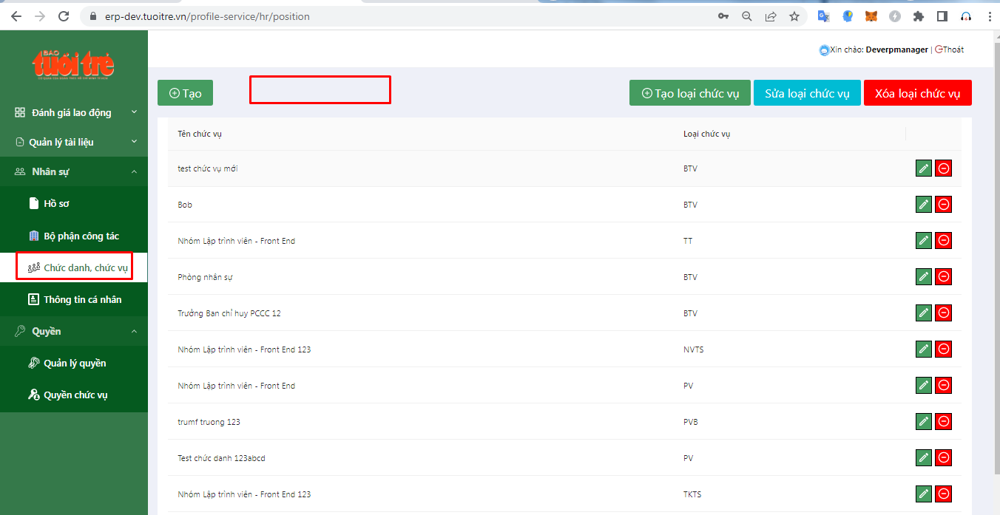 erp-dev.tuoitre.vn/profile-service/hr/position
BÁO
tuổi trẻ
Xin chào: Deverpmanager | Thoát
Tạo
Tạo loại chức vụ
Sửa loại chức vụ
Xóa loại chức vụ
Đánh giá lao động
Quản lý tài liệu
Nhân sự
Hồ sơ
Bộ phận công tác
Chức danh, chức vụ
Thông tin cá nhân
Quyền
Quản lý quyền
Quyền chức vụ
Tên chức vụ Loại chức vụ
test chức vụ mới BTV
Bob BTV
Nhóm Lập trình viên - Front End TT
Phòng nhân sự BTV
Trưởng Ban chỉ huy PCCC 12 BTV
Nhóm Lập trình viên - Front End 123 NVTS
Nhóm Lập trình viên - Front End PV
trumf truong 123 PVB
Test chức danh 123abcd PV
Nhóm Lập trình viên - Front End 123 TKTS